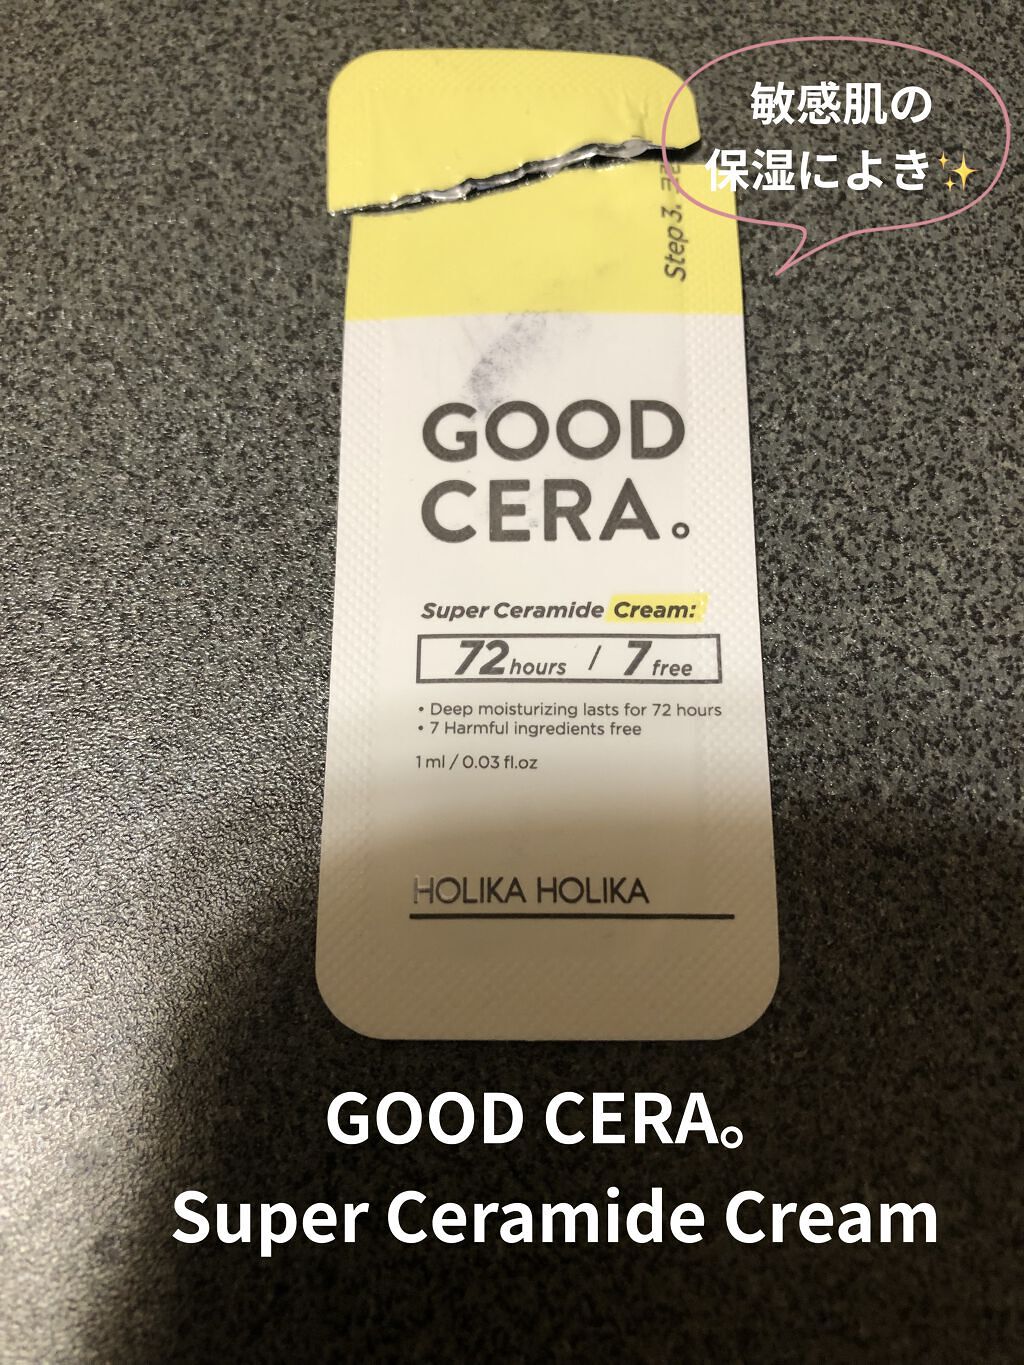 敏感肌の
保湿によき✨
Step 3.
GOOD
CERA。
Super Ceramide Cream:
72 hours / 7 free
• Deep moisturizing lasts for 72 hours
• 7 Harmful ingredients free
1 ml / 0.03 fl.oz
HOLIKA HOLIKA
GOOD CERA。
Super Ceramide Cream